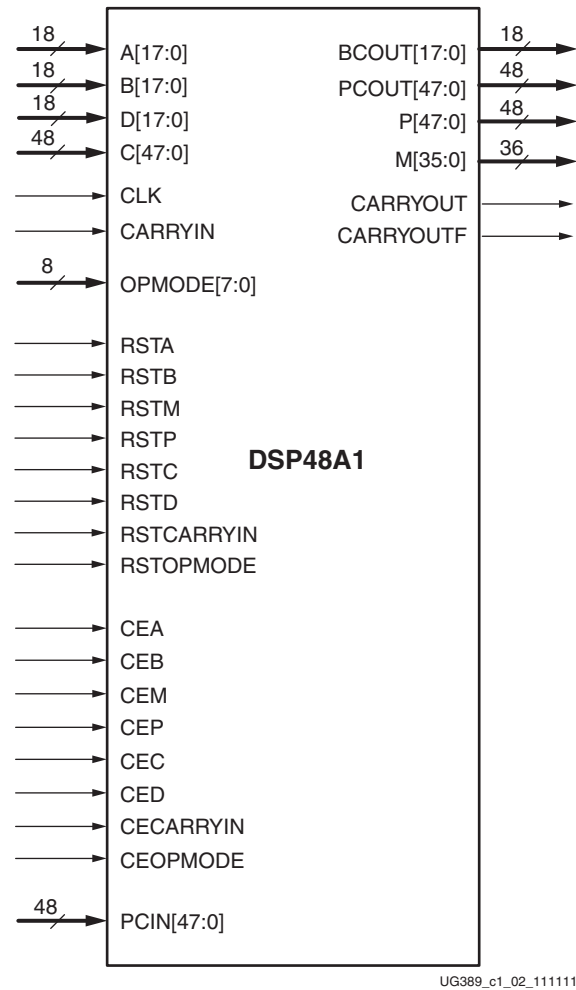 18 A[17:0] BCOUT[17:0] 18
18 B[17:0] PCOUT[47:0] 48
18 D[17:0] P[47:0] 48
48 C[47:0] M[35:0] 36
CLK CARRYOUT
CARRYIN CARRYOUTF
8 OPMODE[7:0]
RSTA
RSTB
RSTM
RSTP
RSTC DSP48A1
RSTD
RSTCARRYIN
RSTOPMODE
CEA
CEB
CEM
CEP
CEC
CED
CECARRYIN
CEOPMODE
48 PCIN[47:0]
UG389_c1_02_111111